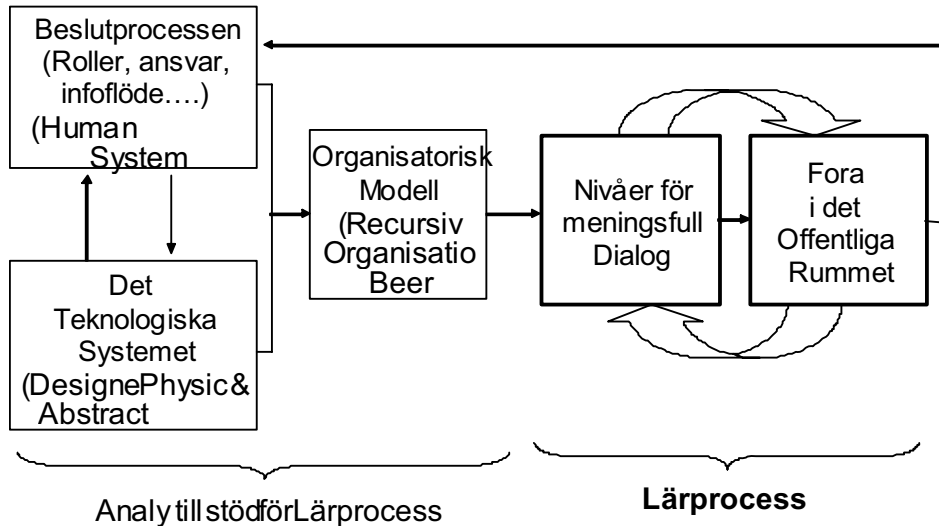 Beslutprocessen
(Roller, ansvar,
infoflöde....)
(Human
System
Det
Teknologiska
Systemet
(DesignePhysic&
Abstract
Organisatorisk
Modell
(Recursiv
Organisatio
Beer
Nivåer för
meningsfull
Dialog
Fora
i det
Offentliga
Rummet
Analy till stöd för Lärprocess
Lärprocess